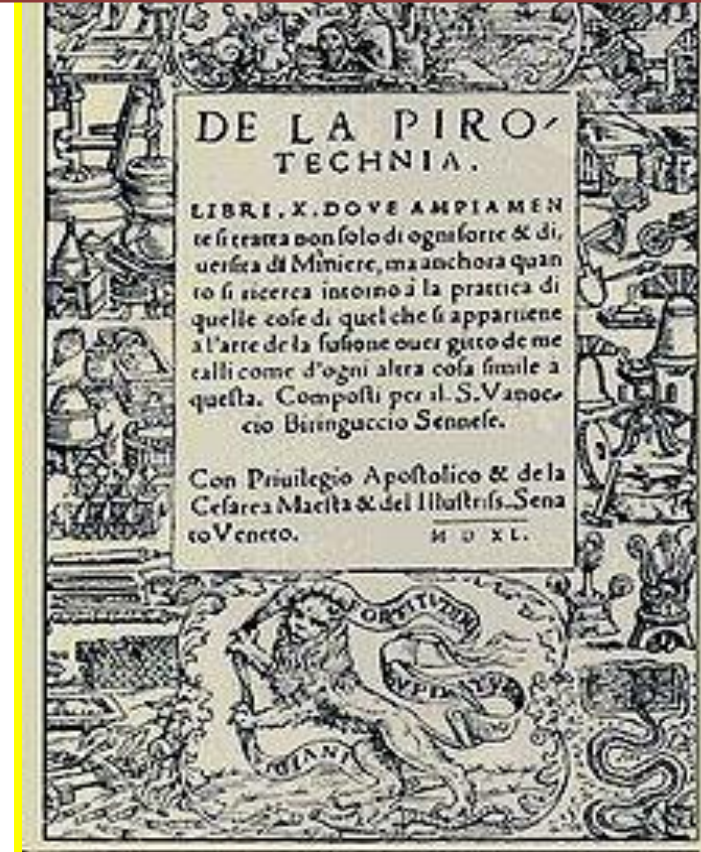 DE LA PIRO-
TECHNIA.
LIBRI. X. DOVE AMPIAMEN
te ſi tratta non ſolo di ogni ſorte & di,
uerſita di Miniere, ma anchora quan
to ſi ricerca intorno à la prattica di
quelle coſe di quel che ſi appartiene
a l'arte de la fuſione ouer gitto de me
talli come d'ogni altra coſa ſimile a
queſta. Compoſti per il. S. Vanoc-
cio Biringuccio Senneſe.
Con Priuilegio Apoſtolico & de la
Ceſarea Maeſta & del Illuſtriſs. Sena
to Veneto. M D XL.
FORTITVDO